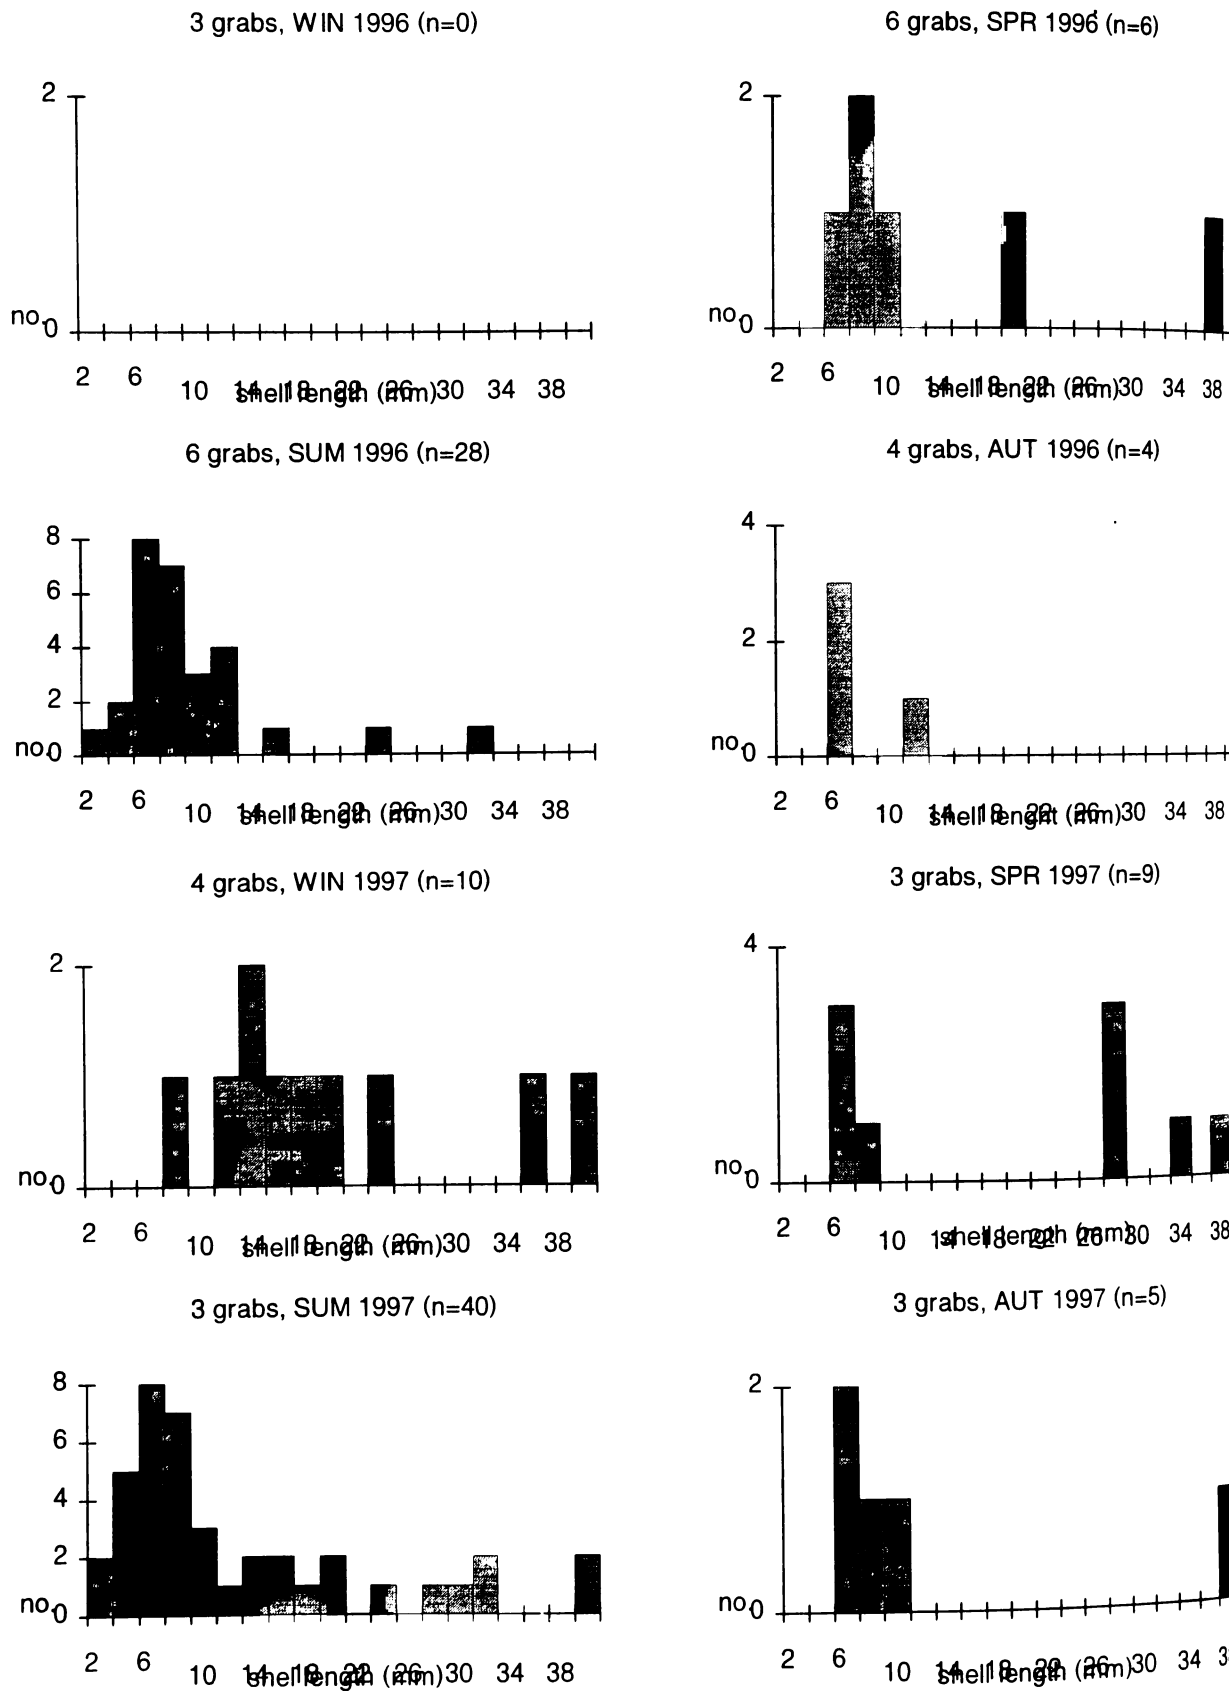 3 grabs, WIN 1996 (n=0)
2
no.
0
2 6 10 14 18 22 26 30 34 38
shell length (mm)
6 grabs, SPR 1996 (n=6)
2
no.
0
2 6 10 14 18 22 26 30 34 38
shell length (mm)
6 grabs, SUM 1996 (n=28)
8
6
4
2
no.
0
2 6 10 14 18 22 26 30 34 38
shell length (mm)
4 grabs, AUT 1996 (n=4)
4
2
no.
0
2 6 10 14 18 22 26 30 34 38
shell lenght (mm)
4 grabs, WIN 1997 (n=10)
2
no.
0
2 6 10 14 18 22 26 30 34 38
shell length (mm)
3 grabs, SPR 1997 (n=9)
4
no.
0
2 6 10 14 18 22 26 30 34 38
shell length (mm)
3 grabs, SUM 1997 (n=40)
8
6
4
2
no.
0
2 6 10 14 18 22 26 30 34 38
shell length (mm)
3 grabs, AUT 1997 (n=5)
2
no.
0
2 6 10 14 18 22 26 30 34
shell length (mm)